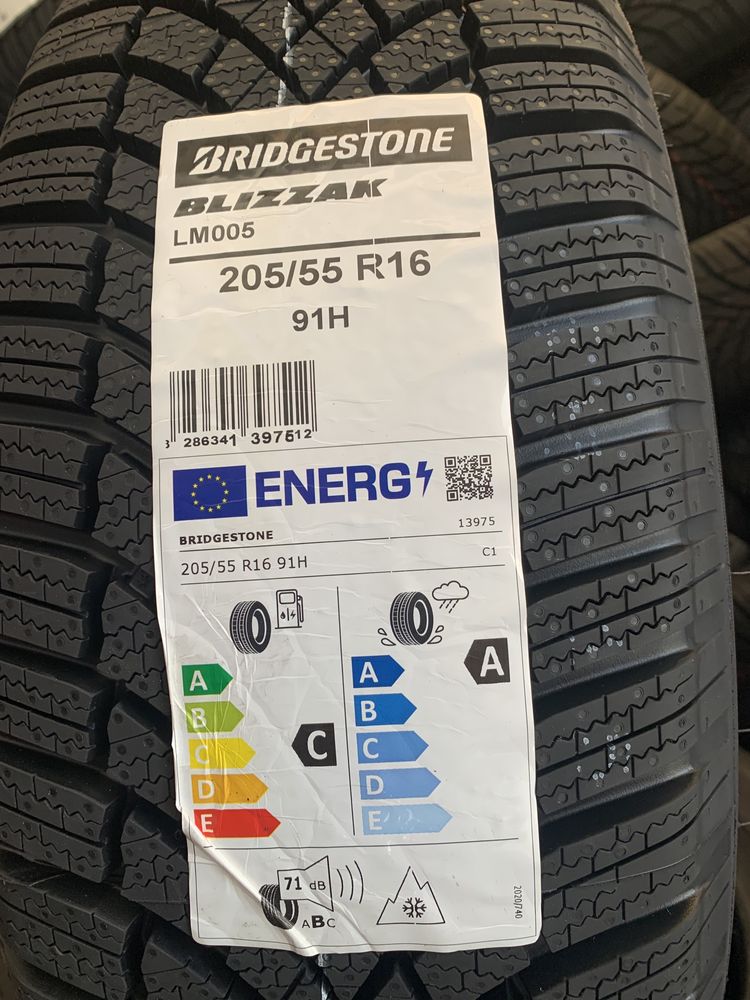 BRIDGESTONE
BLIZZAK
LM005
205/55 R16
91H
3 286341 397512
ENERG
BRIDGESTONE
13975
205/55 R16 91H
C1
A
B
C
D
E
C
A
B
C
D
E
A
71 dB
ABC
2020/740